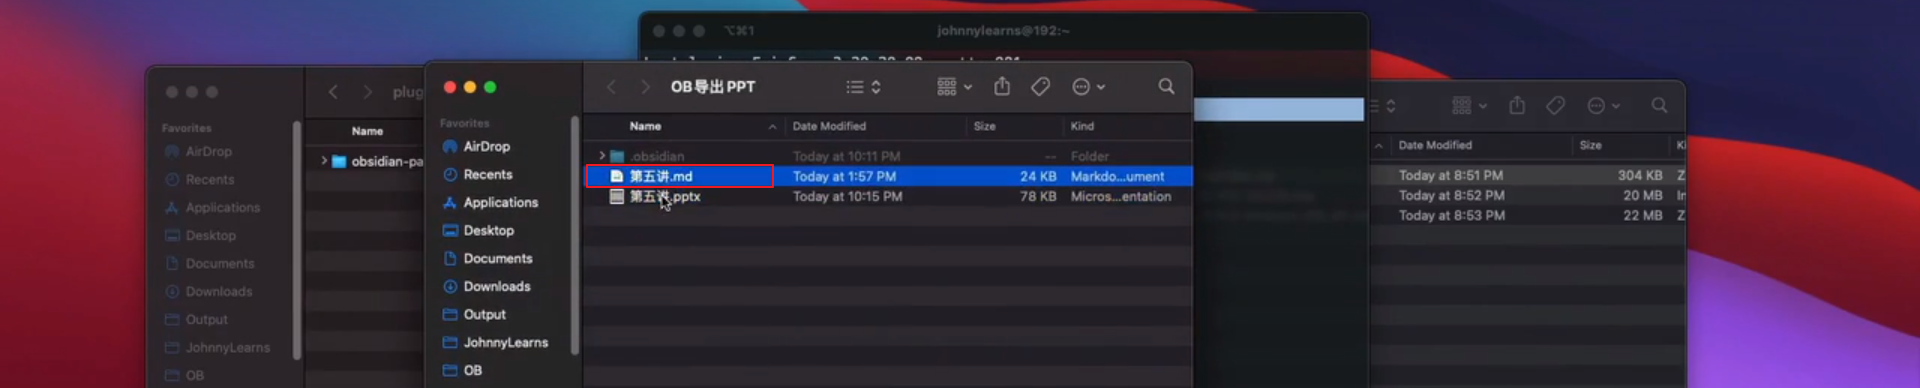 ⌥⌘1 johnnylearns@192:~
plug
Favorites
AirDrop
Recents
Applications
Desktop
Documents
Downloads
Output
JohnnyLearns
OB
Name
obsidian-pa
OB导出PPT
Favorites
AirDrop
Recents
Applications
Desktop
Documents
Downloads
Output
JohnnyLearns
OB
Name Date Modified Size Kind
.obsidian Today at 10:11 PM -- Folder
第五讲.md Today at 1:57 PM 24 KB Markdo...ument
第五讲.pptx Today at 10:15 PM 78 KB Micros...entation
Date Modified Size Ki
Today at 8:51 PM 304 KB Z
Today at 8:52 PM 20 MB In
Today at 8:53 PM 22 MB Z